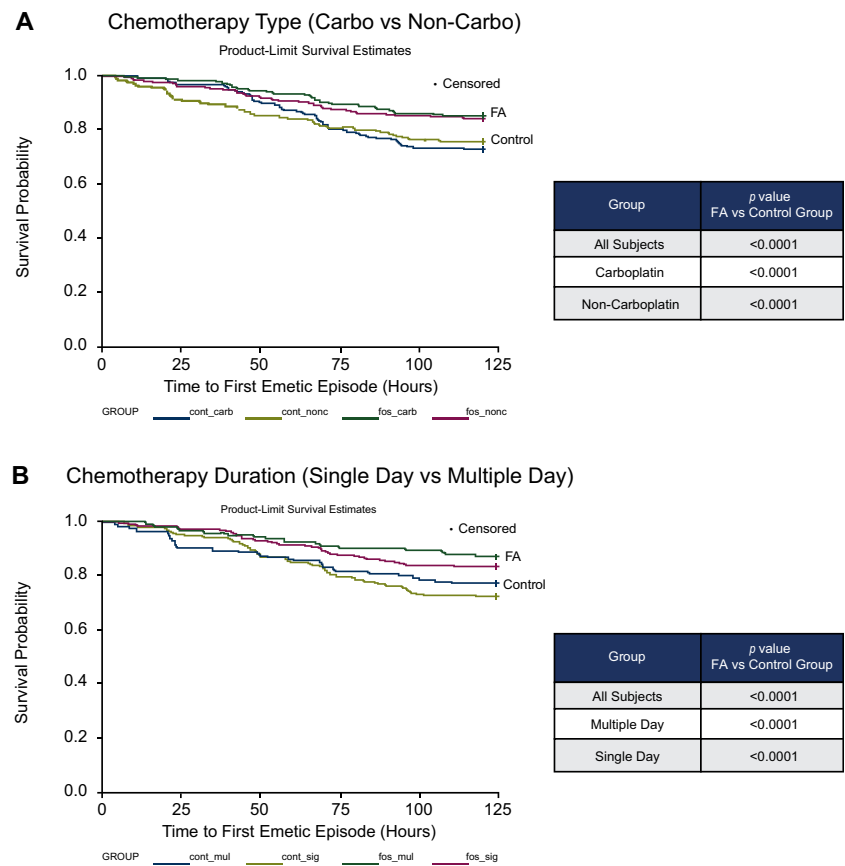 A Chemotherapy Type (Carbo vs Non-Carbo)
Product-Limit Survival Estimates
Survival Probability
1.0
0.8
0.6
0.4
0.2
0.0
Censored
FA
Control
0 25 50 75 100 125
Time to First Emetic Episode (Hours)
GROUP cont_carb cont_nonc fos_carb fos_nonc
Group p value
FA vs Control Group
All Subjects <0.0001
Carboplatin <0.0001
Non-Carboplatin <0.0001
B Chemotherapy Duration (Single Day vs Multiple Day)
Product-Limit Survival Estimates
Survival Probability
1.0
0.8
0.6
0.4
0.2
0.0
Censored
FA
Control
0 25 50 75 100 125
Time to First Emetic Episode (Hours)
GROUP cont_mul cont_sig fos_mul fos_sig
Group p value
FA vs Control Group
All Subjects <0.0001
Multiple Day <0.0001
Single Day <0.0001